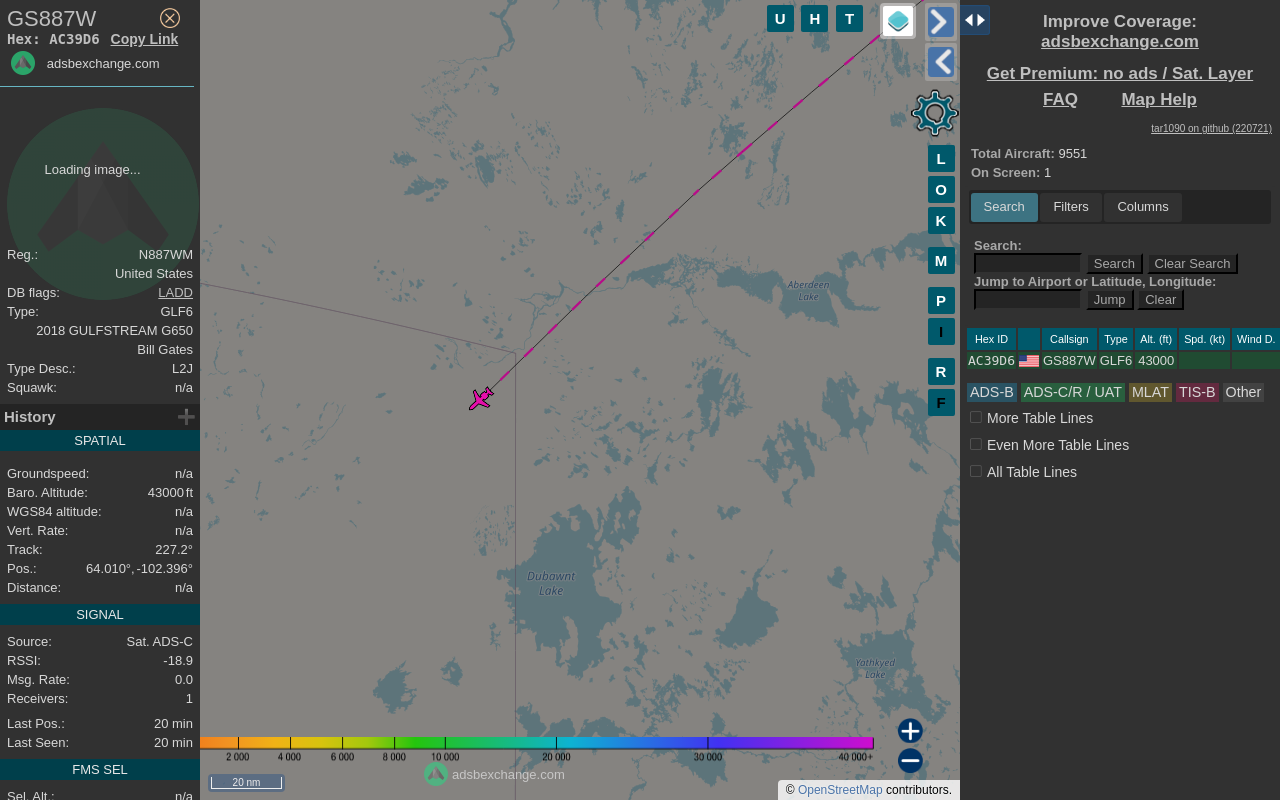 GS887W
Hex: AC39D6 Copy Link
adsbexchange.com
Loading image...
Reg.: N887WM
United States
DB flags: LADD
Type: GLF6
2018 GULFSTREAM G650
Bill Gates
Type Desc.: L2J
Squawk: n/a
History
SPATIAL
Groundspeed: n/a
Baro. Altitude: 43000 ft
WGS84 altitude: n/a
Vert. Rate: n/a
Track: 227.2°
Pos.: 64.010°, -102.396°
Distance: n/a
SIGNAL
Source: Sat. ADS-C
RSSI: -18.9
Msg. Rate: 0.0
Receivers: 1
Last Pos.: 20 min
Last Seen: 20 min
FMS SEL
Sel. Alt.: n/a
U H T
L
O
K
M
P
I
R
F
Aberdeen
Lake
Dubawnt
Lake
Yathkyed
Lake
2 000 4 000 6 000 8 000 10 000 20 000 30 000 40 000+
adsbexchange.com
20 nm
© OpenStreetMap contributors.
Improve Coverage:
adsbexchange.com
Get Premium: no ads / Sat. Layer
FAQ Map Help
tar1090 on github (220721)
Total Aircraft: 9551
On Screen: 1
Search Filters Columns
Search:
Search Clear Search
Jump to Airport or Latitude, Longitude:
Jump Clear
Hex ID Callsign Type Alt. (ft) Spd. (kt) Wind D.
AC39D6 GS887W GLF6 43000
ADS-B ADS-C/R / UAT MLAT TIS-B Other
More Table Lines
Even More Table Lines
All Table Lines